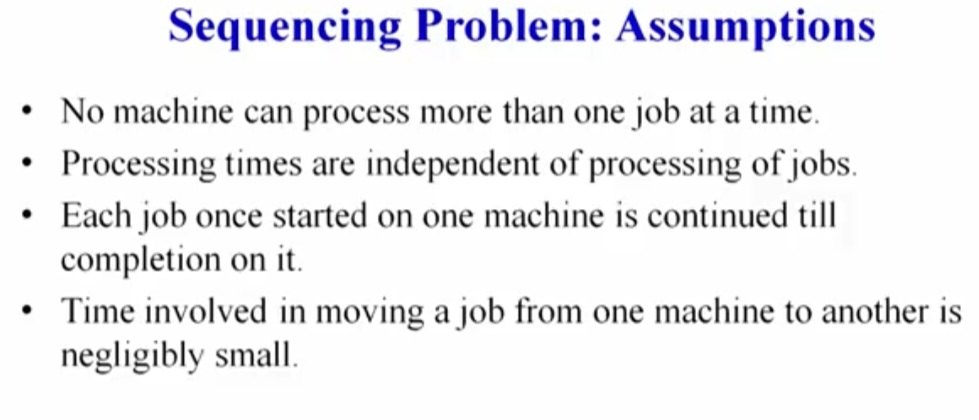 Sequencing Problem: Assumptions
• No machine can process more than one job at a time.
• Processing times are independent of processing of jobs.
• Each job once started on one machine is continued till
completion on it.
• Time involved in moving a job from one machine to another is
negligibly small.